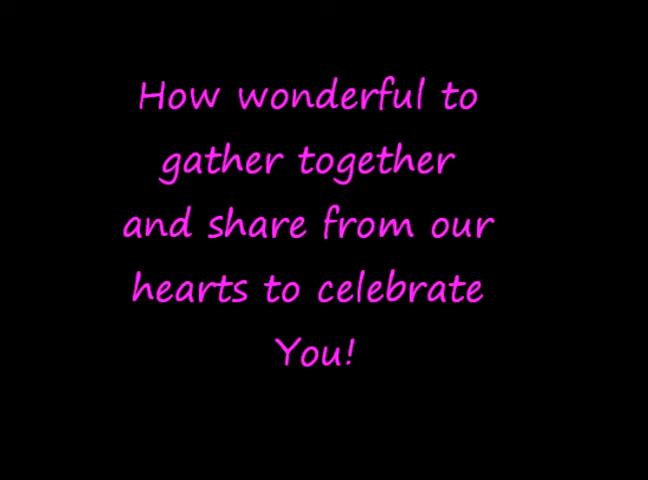 How wonderful to
gather together
and share from our
hearts to celebrate
You!